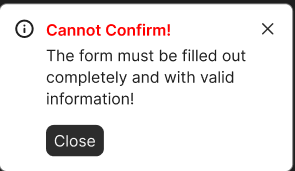 Cannot Confirm!
The form must be filled out
completely and with valid
information!
Close